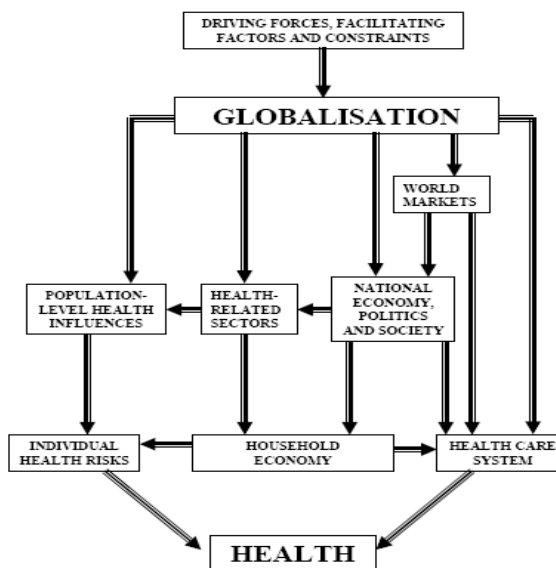 DRIVING FORCES, FACILITATING
FACTORS AND CONSTRAINTS
GLOBALISATION
WORLD
MARKETS
POPULATION-
LEVEL HEALTH
INFLUENCES
HEALTH-
RELATED
SECTORS
NATIONAL
ECONOMY,
POLITICS
AND SOCIETY
INDIVIDUAL
HEALTH RISKS
HOUSEHOLD
ECONOMY
HEALTH CARE
SYSTEM
HEALTH